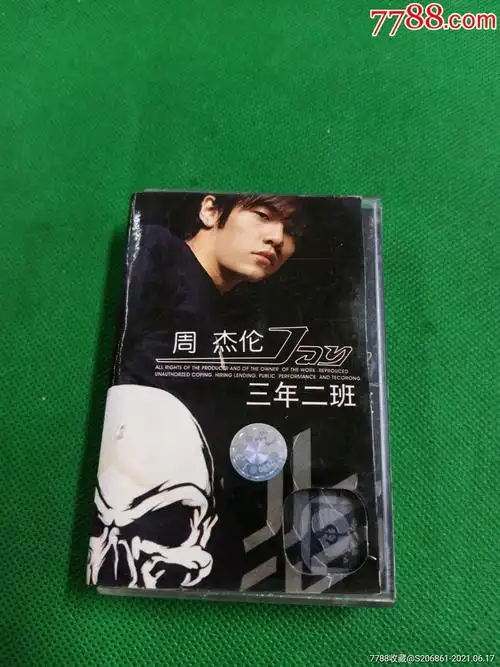 7788.com
周 杰伦 Jay
ALL RIGHTS OF THE PRODUCER AND OF THE OWNER OF THE WORK REPROUCED
UNAUTHORIZED COPING. HIRING LENDING. PUBLIC PERFORMANCE. AND TECORONG.
三年二班
7788收藏@S206861-2021.06.17